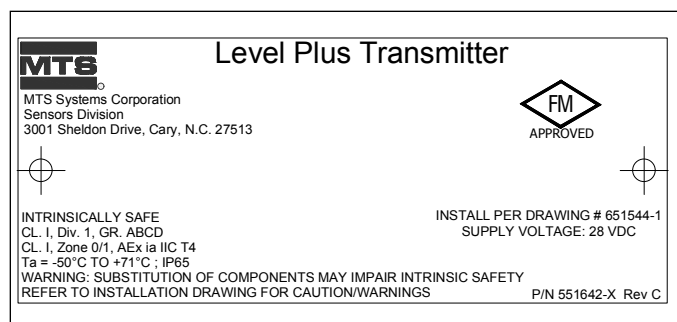 MTS
Level Plus Transmitter
MTS Systems Corporation
Sensors Division
3001 Sheldon Drive, Cary, N.C. 27513
FM
APPROVED
INTRINSICALLY SAFE
CL. I, Div. 1, GR. ABCD
CL. I, Zone 0/1, AEx ia IIC T4
Ta = -50°C TO +71°C ; IP65
WARNING: SUBSTITUTION OF COMPONENTS MAY IMPAIR INTRINSIC SAFETY
REFER TO INSTALLATION DRAWING FOR CAUTION/WARNINGS
INSTALL PER DRAWING # 651544-1
SUPPLY VOLTAGE: 28 VDC
P/N 551642-X Rev C